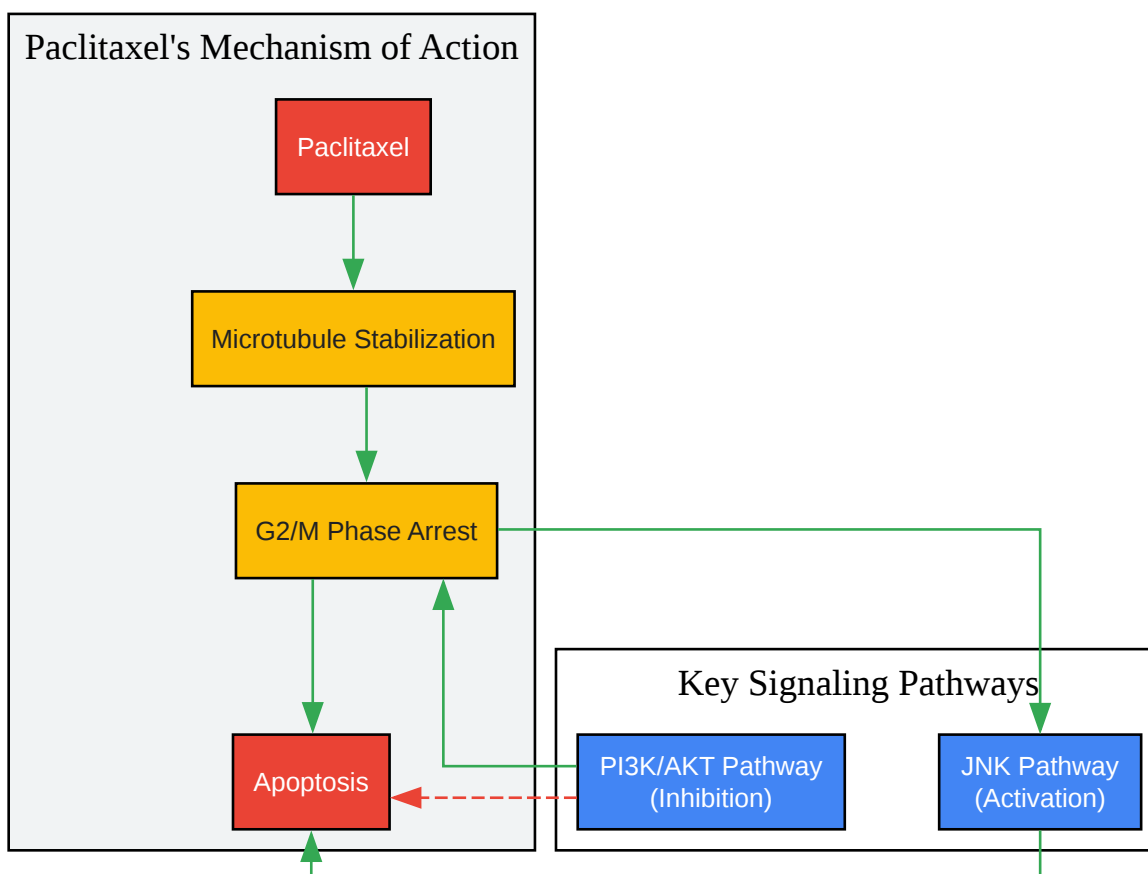 Paclitaxel's Mechanism of Action
Paclitaxel
Microtubule Stabilization
G2/M Phase Arrest
Key Signaling Pathways
Apoptosis
PI3K/AKT Pathway
(Inhibition)
JNK Pathway
(Activation)